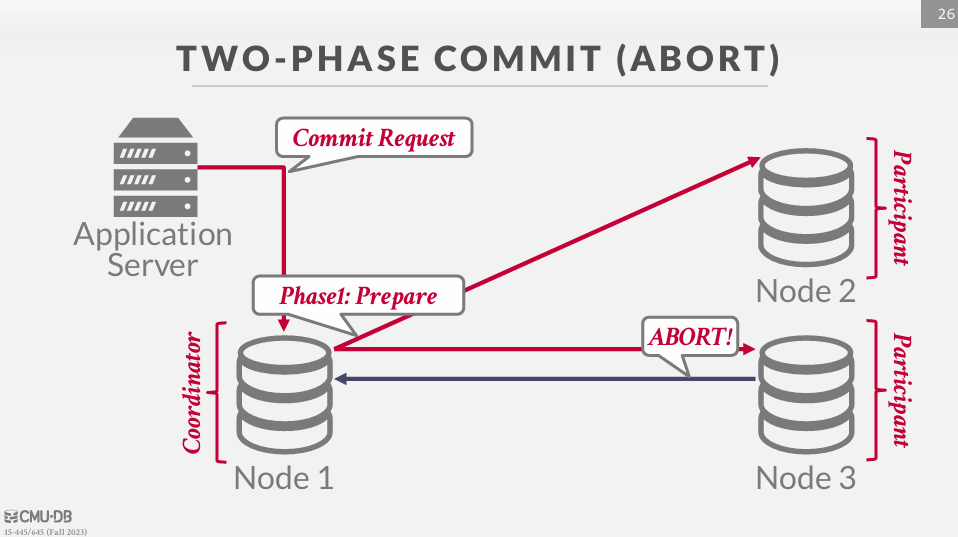 26
TWO-PHASE COMMIT (ABORT)
Commit Request
Application
Server
Participant
Node 2
Phase1: Prepare
ABORT!
Coordinator
Participant
Node 1
Node 3
CMU·DB
15-445/645 (Fall 2023)